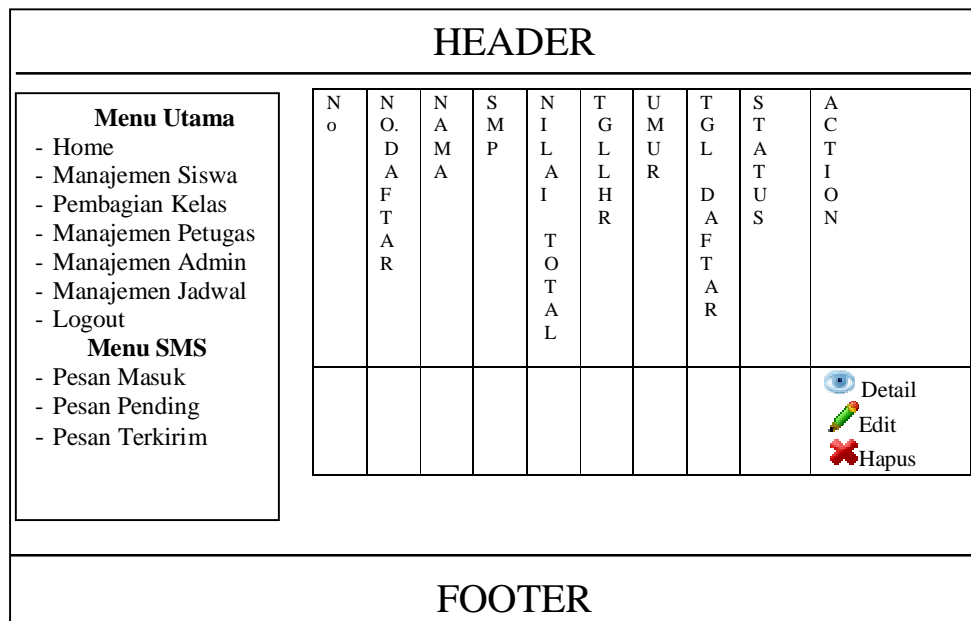 HEADER
Menu Utama
- Home
- Manajemen Siswa
- Pembagian Kelas
- Manajemen Petugas
- Manajemen Admin
- Manajemen Jadwal
- Logout
Menu SMS
- Pesan Masuk
- Pesan Pending
- Pesan Terkirim
No
NO. DAFTAR
NAMA
SMP
NILAI TOTAL
TGL LHR
UMUR
TGL DAFTAR
STATUS
ACTION
Detail
Edit
Hapus
FOOTER